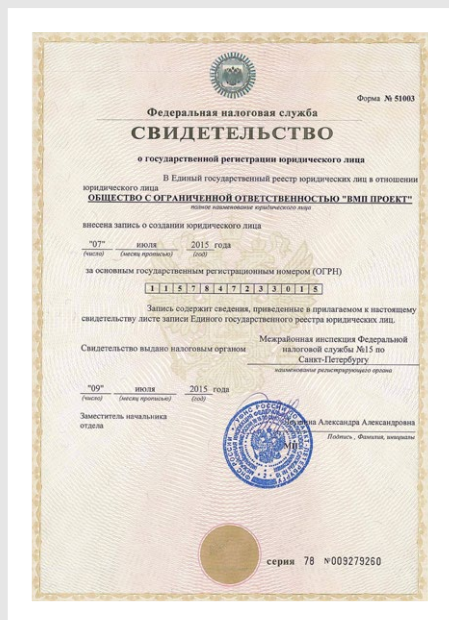 Форма № 51003
Федеральная налоговая служба
СВИДЕТЕЛЬСТВО
о государственной регистрации юридического лица
В Единый государственный реестр юридических лиц в отношении
юридического лица
ОБЩЕСТВО С ОГРАНИЧЕННОЙ ОТВЕТСТВЕННОСТЬЮ "ВМП ПРОЕКТ"
полное наименование юридического лица
внесена запись о создании юридического лица
"07" июля 2015 года
(число) (месяц прописью) (год)
за основным государственным регистрационным номером (ОГРН)
1 1 5 7 8 4 7 2 3 3 0 1 5
Запись содержит сведения, приведенные в прилагаемом к настоящему
свидетельству листе записи Единого государственного реестра юридических лиц.
Свидетельство выдано налоговым органом
Межрайонная инспекция Федеральной
налоговой службы №15 по
Санкт-Петербургу
наименование регистрирующего органа
"09" июля 2015 года
(число) (месяц прописью) (год)
Заместитель начальника
отдела
Александра Александровна
Подпись, Фамилия, инициалы
МП
серия 78 №009279260